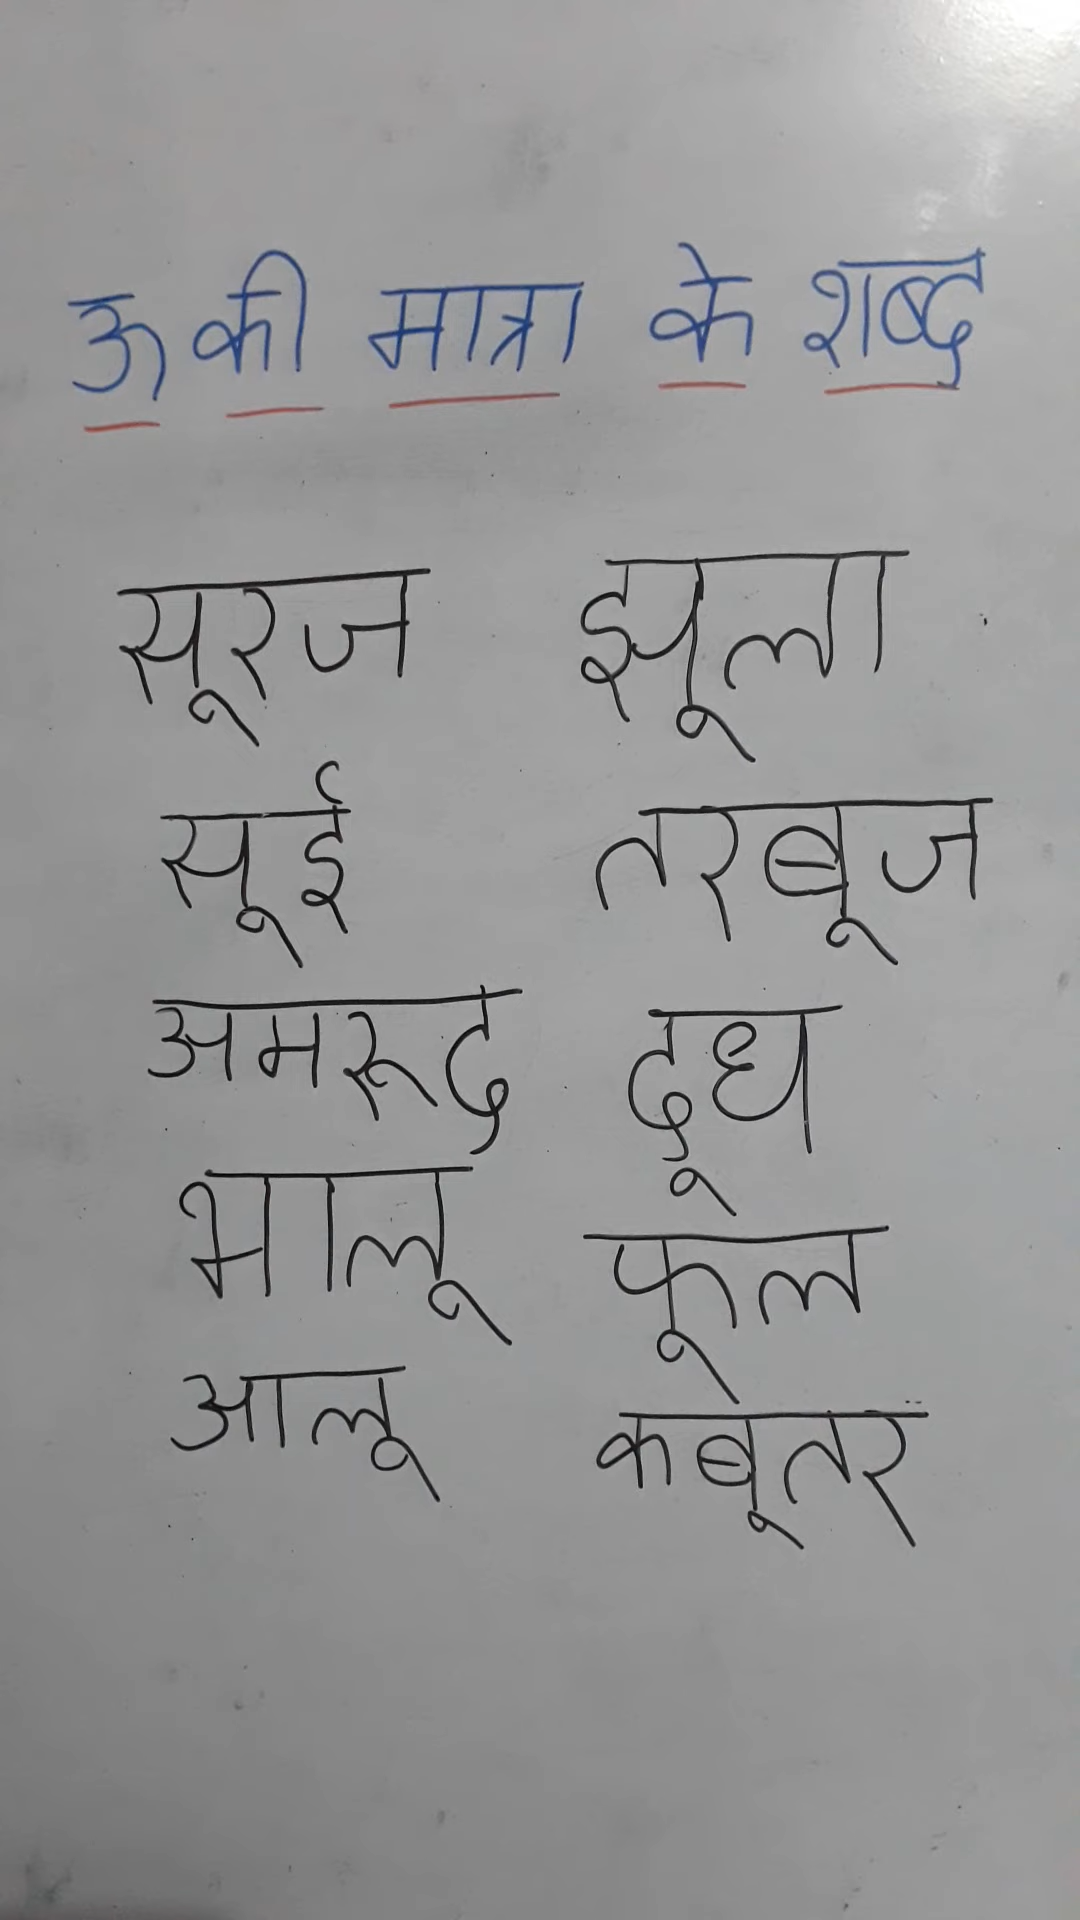 ऊ की मात्रा के शब्द
सूरज झूला
सूई तरबूज
अमरूद दूध
भालू फूल
आलू कबूतर